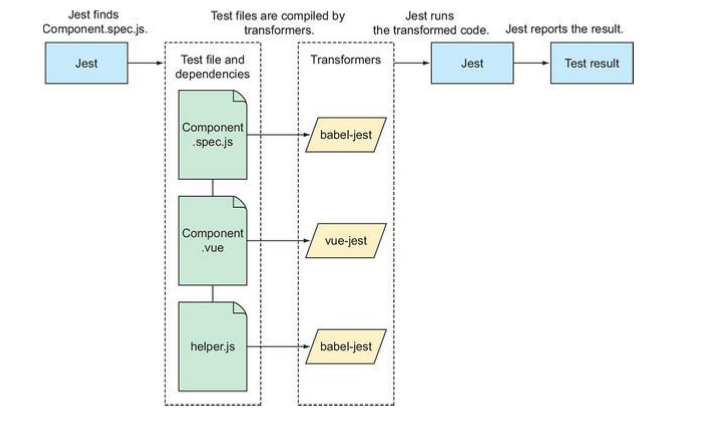 Jest finds
Component.spec.js.
Test files are compiled by
transformers.
Jest runs
the transformed code.
Jest reports the result.
Jest
Test file and
dependencies
Transformers
Jest
Test result
Component
.spec.js
babel-jest
Component
.vue
vue-jest
helper.js
babel-jest